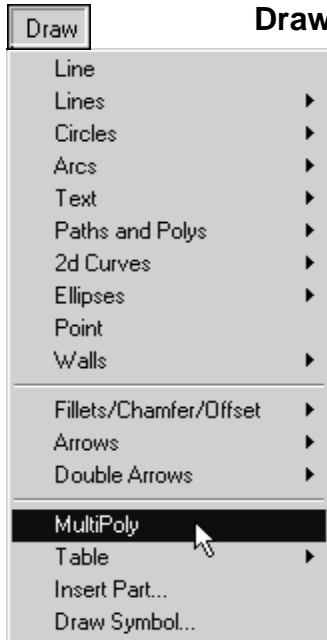 Draw
Draw
Line
Lines
Circles
Arcs
Text
Paths and Polys
2d Curves
Ellipses
Point
Walls
Fillets/Chamfer/Offset
Arrows
Double Arrows
MultiPoly
Table
Insert Part...
Draw Symbol...